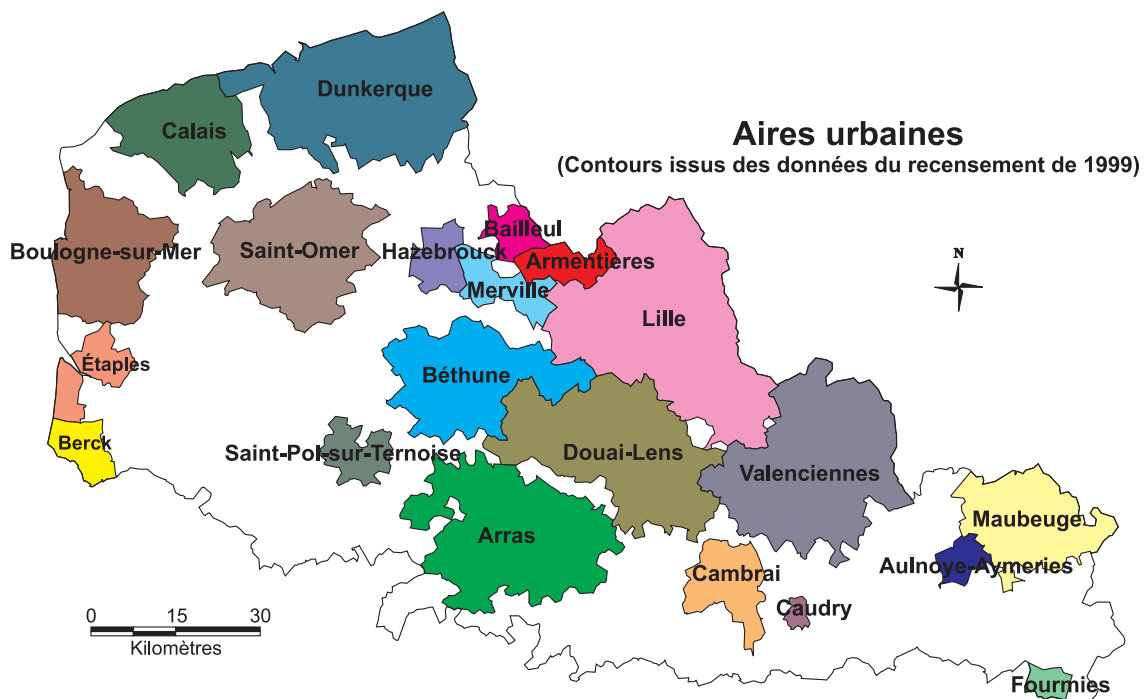 Dunkerque
Calais
Aires urbaines
(Contours issus des données du recensement de 1999)
Bailleul
Boulogne-sur-Mer
Saint-Omer
Hazebrouck
Armentières
N
Merville
Lille
Étaples
Béthune
Berck
Saint-Pol-sur-Ternoise
Douai-Lens
Valenciennes
Maubeuge
Arras
Aulnoye-Aymeries
Cambrai
Caudry
0 15 30
Kilomètres
Fourmies